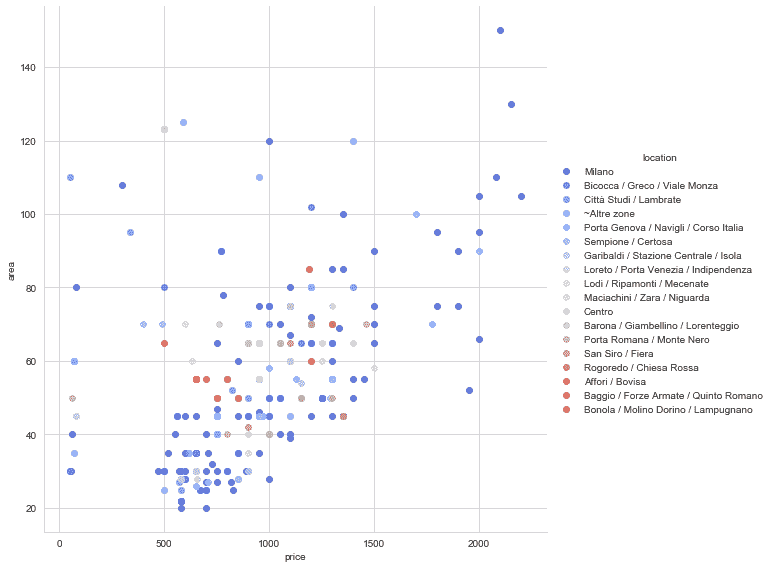 140
120
100
80
60
40
20
area
0
500
1000
1500
2000
price
location
Milano
Bicocca / Greco / Viale Monza
Città Studi / Lambrate
~Altre zone
Porta Genova / Navigli / Corso Italia
Sempione / Certosa
Garibaldi / Stazione Centrale / Isola
Loreto / Porta Venezia / Indipendenza
Lodi / Ripamonti / Mecenate
Maciachini / Zara / Niguarda
Centro
Barona / Giambellino / Lorenteggio
Porta Romana / Monte Nero
San Siro / Fiera
Rogoredo / Chiesa Rossa
Affori / Bovisa
Baggio / Forze Armate / Quinto Romano
Bonola / Molino Dorino / Lampugnano